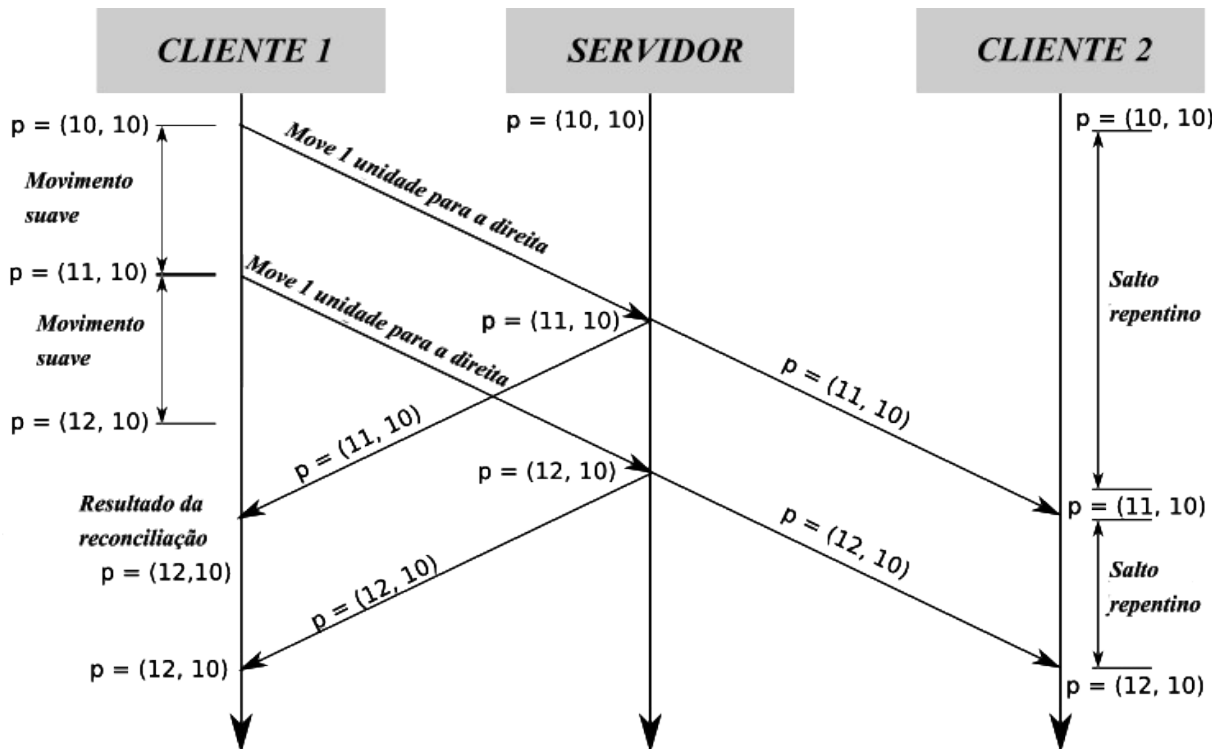 CLIENTE 1
SERVIDOR
CLIENTE 2
p = (10, 10)
p = (10, 10)
p = (10, 10)
Move 1 unidade para a direita
Movimento
suave
p = (11, 10)
Move 1 unidade para a direita
Salto
repentino
Movimento
suave
p = (11, 10)
p = (11, 10)
p = (12, 10)
p = (11, 10)
p = (12, 10)
Resultado da
reconciliação
p = (12,10)
p = (11, 10)
p = (12, 10)
p = (12, 10)
Salto
repentino
p = (12, 10)
p = (12, 10)